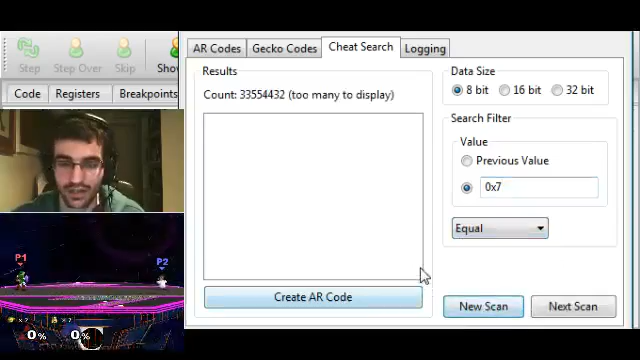 AR Codes Gecko Codes Cheat Search Logging
Step Step Over Skip Show
Code Registers Breakpoints
Results
Count: 33554432 (too many to display)
Data Size
8 bit 16 bit 32 bit
Search Filter
Value
Previous Value
0x7
Equal
Create AR Code
New Scan Next Scan
P1
P2
0% 0%